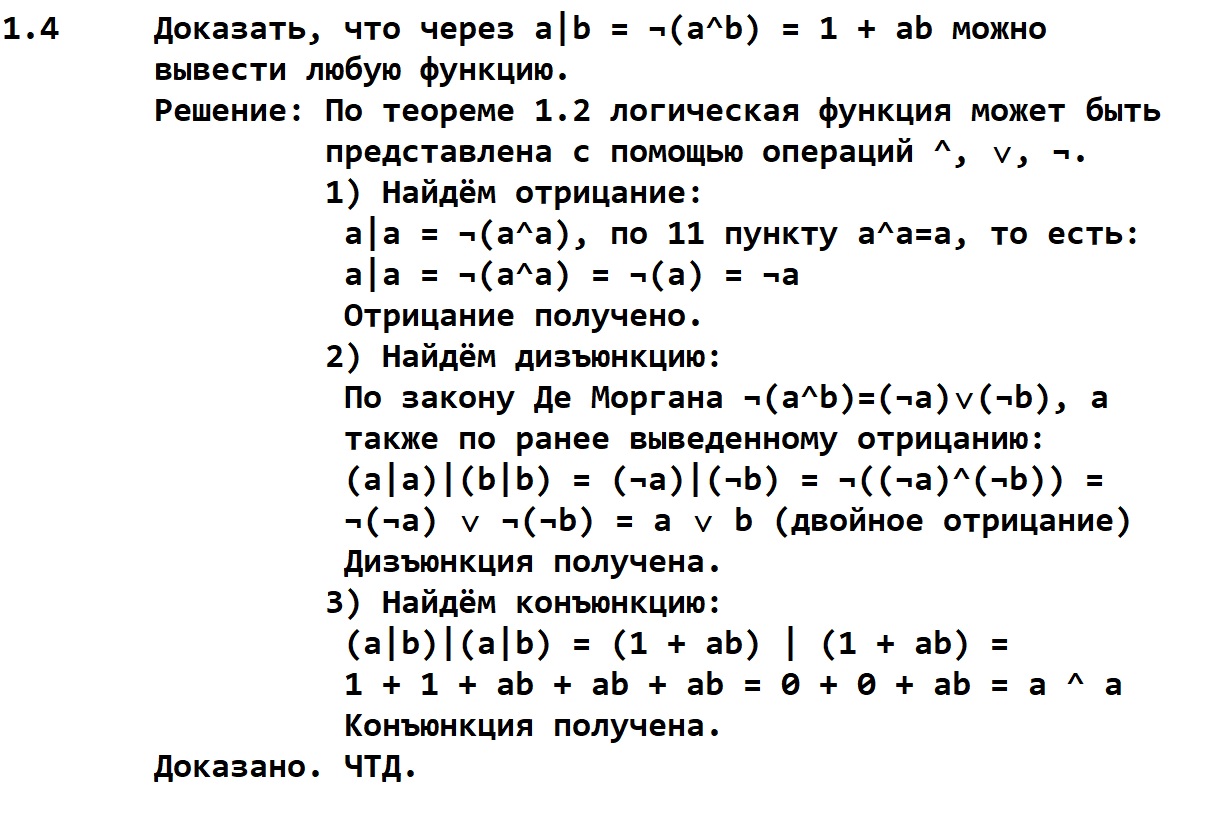 1.4 Доказать, что через a|b = ¬(a^b) = 1 + ab можно
вывести любую функцию.
Решение: По теореме 1.2 логическая функция может быть
представлена с помощью операций ^, ∨, ¬.
1) Найдём отрицание:
a|a = ¬(a^a), по 11 пункту a^a=a, то есть:
a|a = ¬(a^a) = ¬(a) = ¬a
Отрицание получено.
2) Найдём дизъюнкцию:
По закону Де Моргана ¬(a^b)=(¬a)∨(¬b), а
также по ранее выведенному отрицанию:
(a|a)|(b|b) = (¬a)|(¬b) = ¬((¬a)^(¬b)) =
¬(¬a) ∨ ¬(¬b) = a ∨ b (двойное отрицание)
Дизъюнкция получена.
3) Найдём конъюнкцию:
(a|b)|(a|b) = (1 + ab) | (1 + ab) =
1 + 1 + ab + ab + ab = 0 + 0 + ab = a ^ a
Конъюнкция получена.
Доказано. ЧТД.